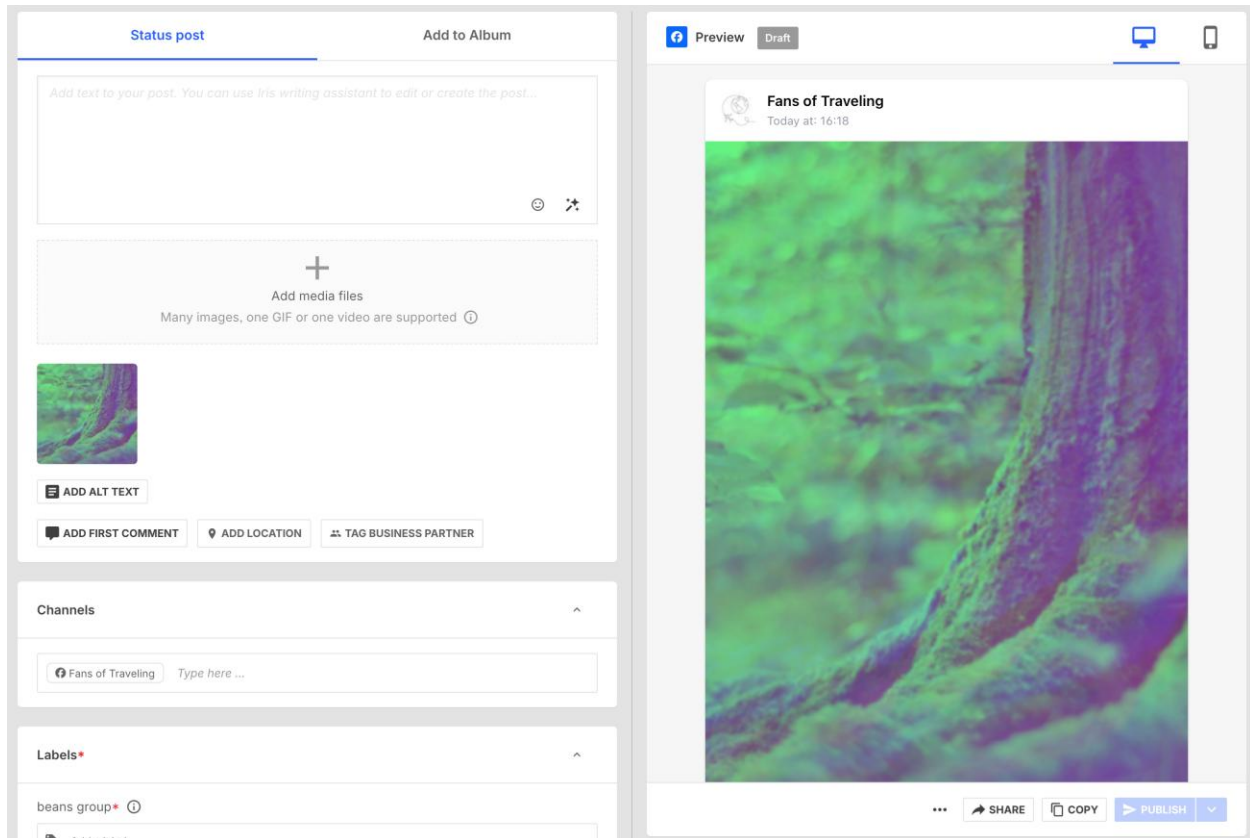 Status post
Add to Album
Add text to your post. You can use Iris writing assistant to edit or create the post...
Add media files
Many images, one GIF or one video are supported
ADD ALT TEXT
ADD FIRST COMMENT
ADD LOCATION
TAG BUSINESS PARTNER
Channels
Fans of Traveling
Type here ...
Labels*
beans group*
Preview
Draft
Fans of Traveling
Today at: 16:18
SHARE
COPY
PUBLISH